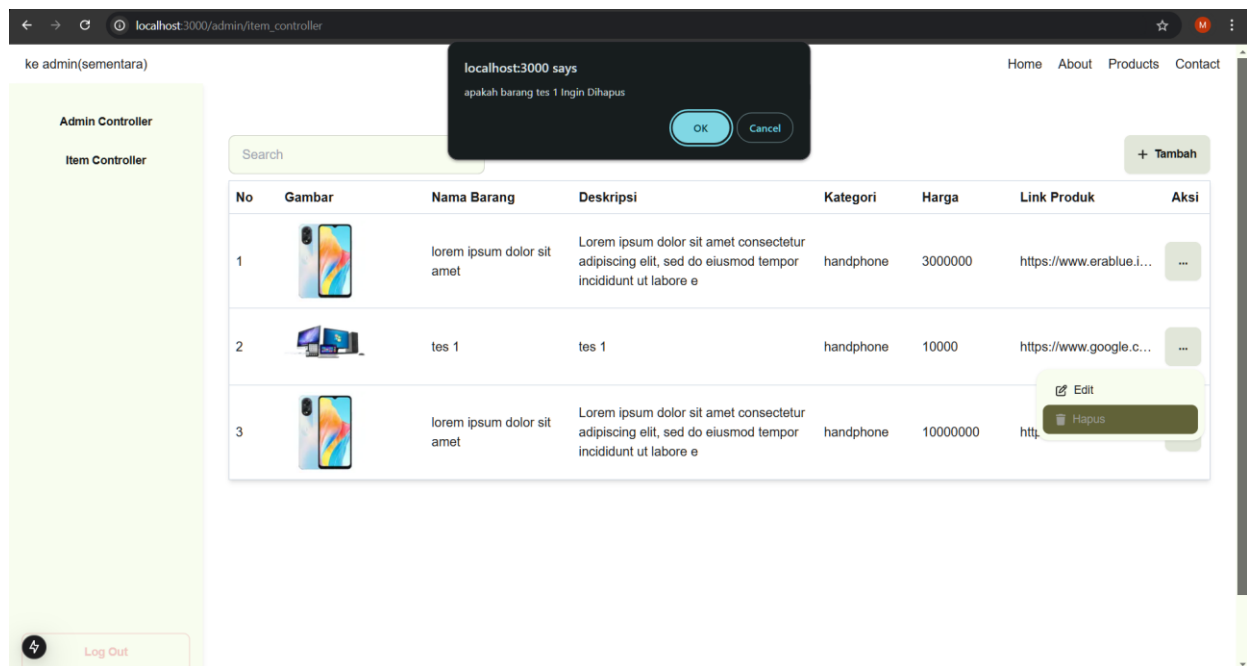 localhost:3000/admin/item_controller
M
ke admin(sementara)
Home About Products Contact
localhost:3000 says
apakah barang tes 1 Ingin Dihapus
OK Cancel
Admin Controller
Item Controller
Search
+ Tambah
No Gambar Nama Barang Deskripsi Kategori Harga Link Produk Aksi
1
lorem ipsum dolor sit
amet
Lorem ipsum dolor sit amet consectetur
adipiscing elit, sed do eiusmod tempor
incididunt ut labore e
handphone
3000000
https://www.erablue.i...
...
2
tes 1
tes 1
handphone
10000
https://www.google.c...
...
Edit
Hapus
3
lorem ipsum dolor sit
amet
Lorem ipsum dolor sit amet consectetur
adipiscing elit, sed do eiusmod tempor
incididunt ut labore e
handphone
10000000
Log Out